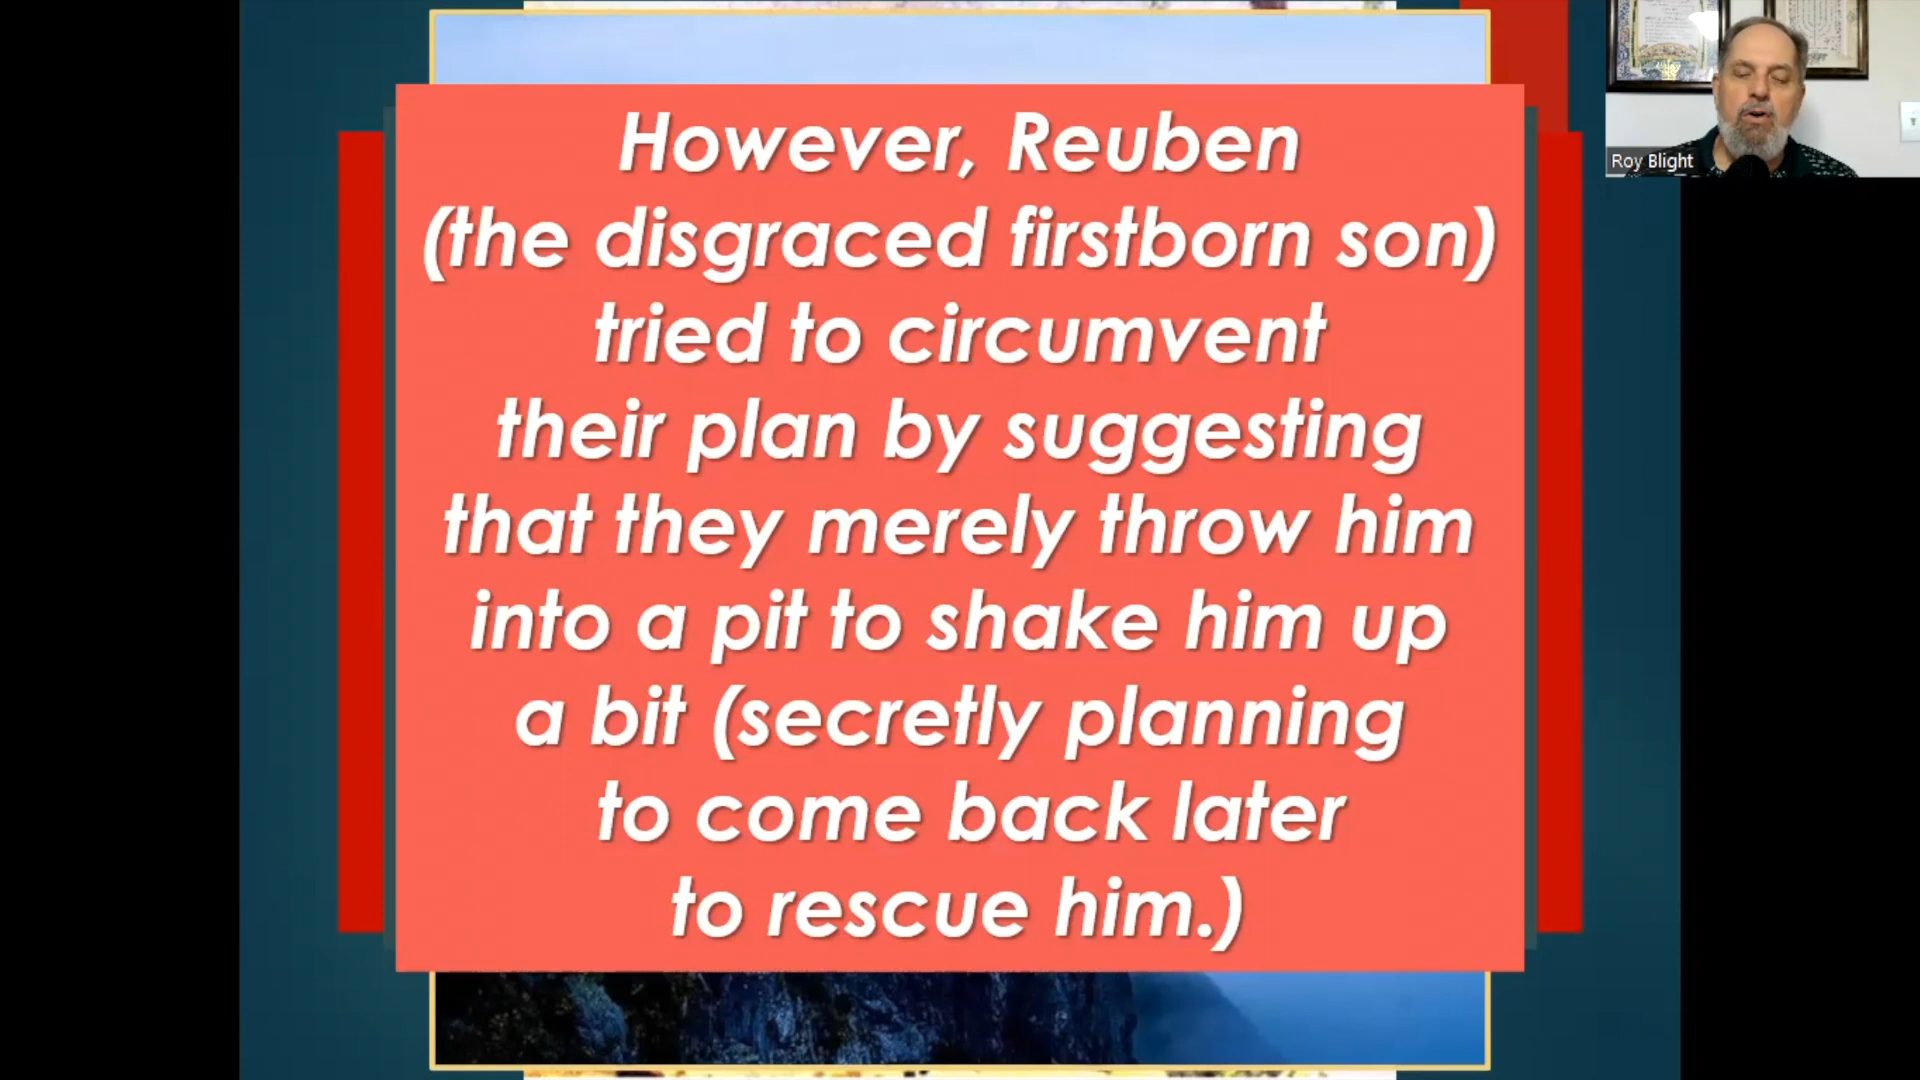 However, Reuben
(the disgraced firstborn son)
tried to circumvent
their plan by suggesting
that they merely throw him
into a pit to shake him up
a bit (secretly planning
to come back later
to rescue him.)
Roy Blight